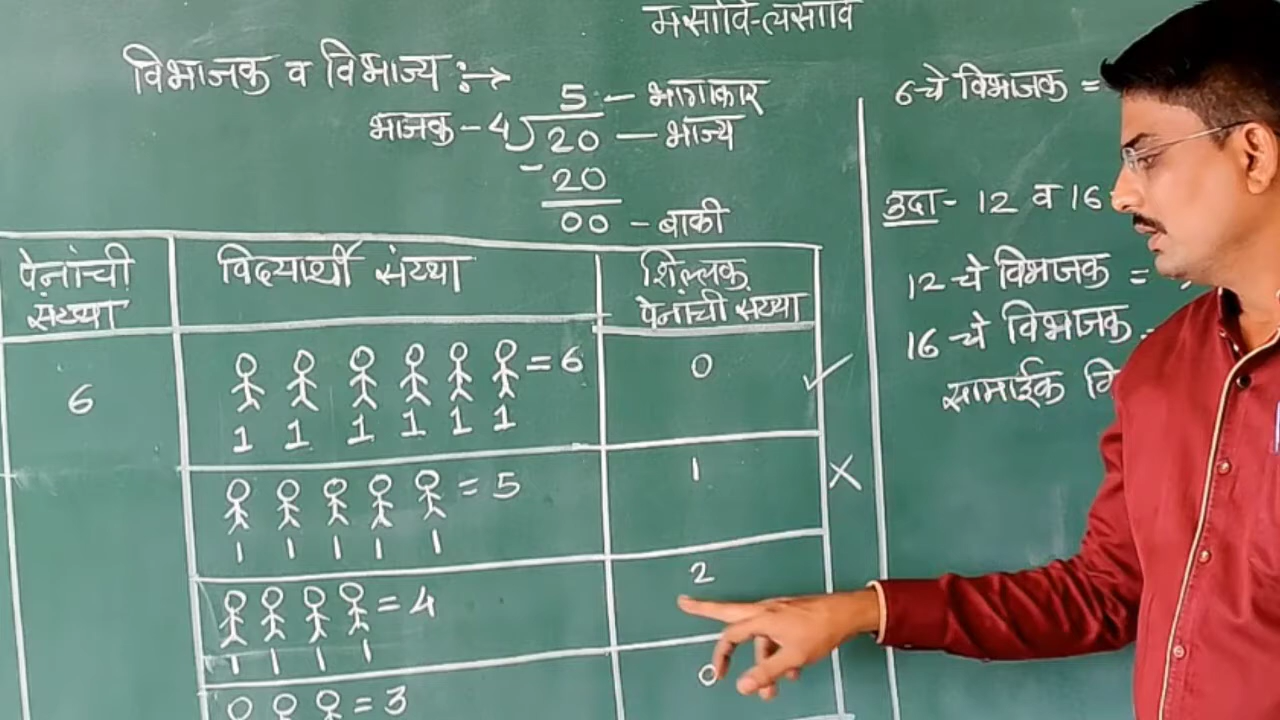 मसावि-लसावि
विभाजक व विभाज्य :→
5 — भागाकार
भाजक — 4 20 — भाज्य
- 20
00 — बाकी
पेनांची संख्या
विद्यार्थी संख्या
शिल्लक पेनांची संख्या
6
= 6
1 1 1 1 1 1
0
✓
= 5
1 1 1 1 1
1
X
= 4
1 1 1 1
2
= 3
0
6 चे विभाजक =
उदा- 12 व 16
12 चे विभाजक =
16 चे विभाजक
सामाईक